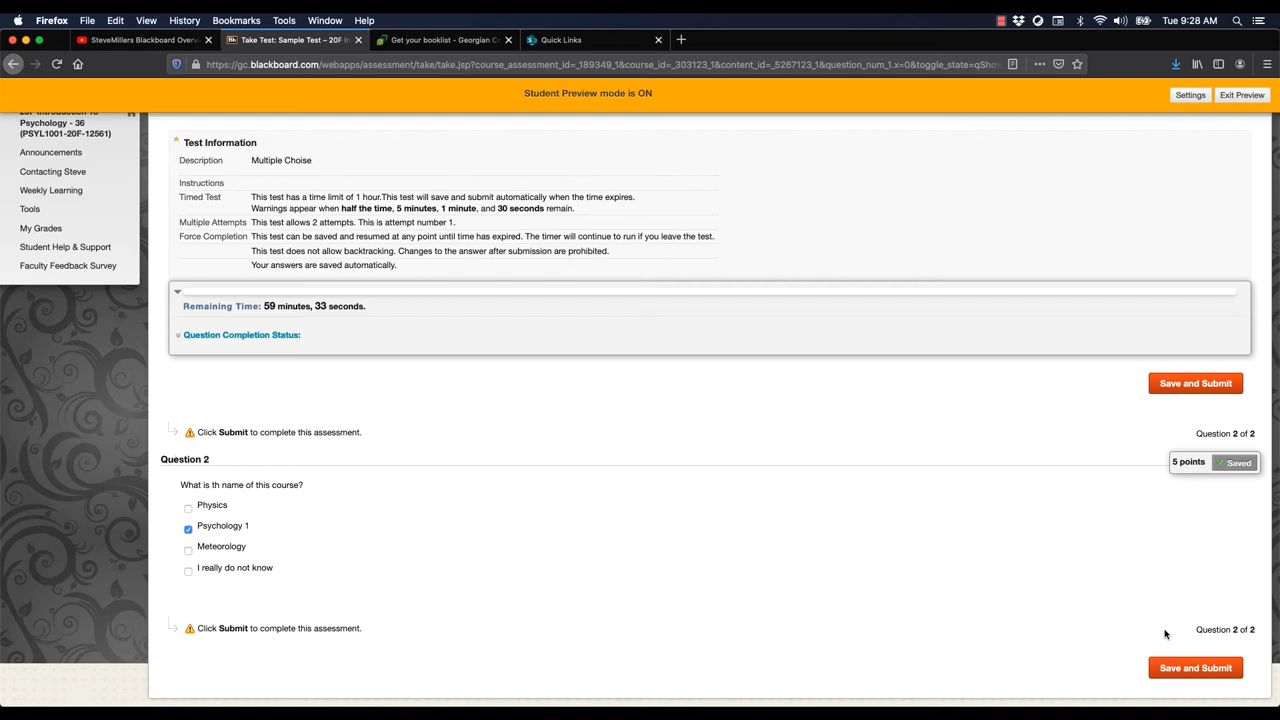 Firefox File Edit View History Bookmarks Tools Window Help Tue 9:28 AM
SteveMillers Blackboard Overvi Take Test: Sample Test – 20F In Get your booklist - Georgian Co Quick Links
https://gc.blackboard.com/webapps/assessment/take/take.jsp?course_assessment_id=_189349_1&course_id=_303123_1&content_id=_5267123_1&question_num_1.x=0&toggle_state=qShow
Student Preview mode is ON
Settings Exit Preview
Psychology - 36
(PSYL1001-20F-12561)
Announcements
Contacting Steve
Weekly Learning
Tools
My Grades
Student Help & Support
Faculty Feedback Survey
Test Information
Description Multiple Choise
Instructions
Timed Test This test has a time limit of 1 hour.This test will save and submit automatically when the time expires.
Warnings appear when half the time, 5 minutes, 1 minute, and 30 seconds remain.
Multiple Attempts This test allows 2 attempts. This is attempt number 1.
Force Completion This test can be saved and resumed at any point until time has expired. The timer will continue to run if you leave the test.
This test does not allow backtracking. Changes to the answer after submission are prohibited.
Your answers are saved automatically.
Remaining Time: 59 minutes, 33 seconds.
Question Completion Status:
Save and Submit
Click Submit to complete this assessment. Question 2 of 2
Question 2
5 points Saved
What is th name of this course?
Physics
Psychology 1
Meteorology
I really do not know
Click Submit to complete this assessment. Question 2 of 2
Save and Submit